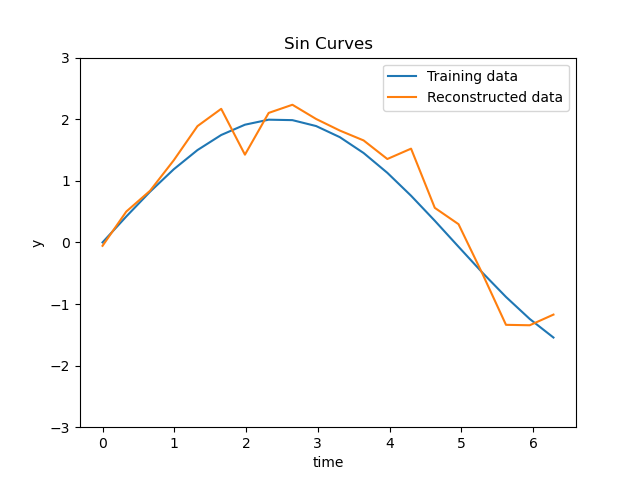 Sin Curves
Training data
Reconstructed data
3
2
1
0
−1
−2
−3
y
0 1 2 3 4 5 6
time